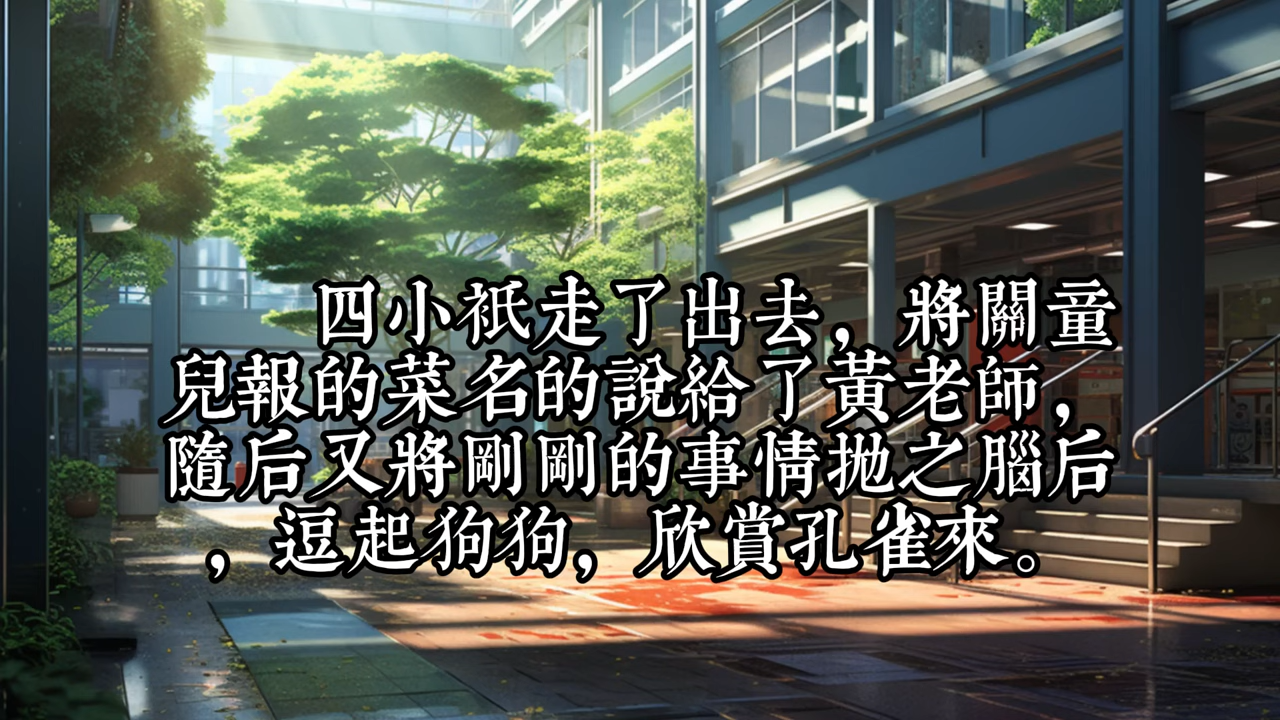 四小祇走了出去，將關童
兒報的菜名的說給了黃老師，
隨后又將剛剛的事情拋之腦后
，逗起狗狗，欣賞孔雀來。